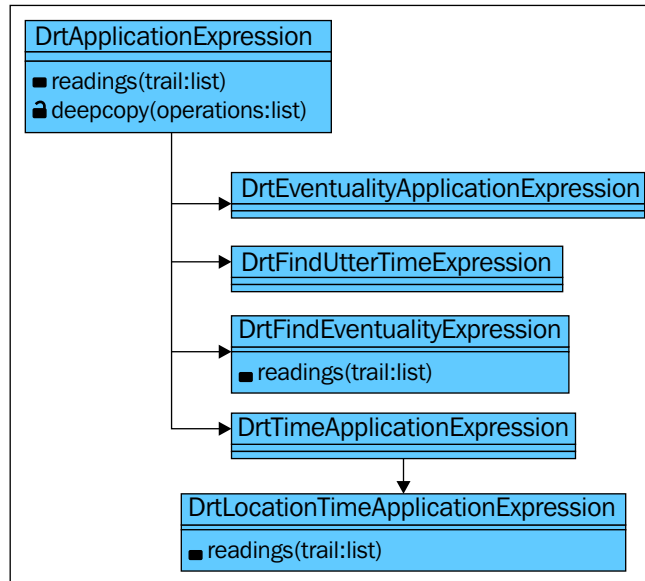 DrtApplicationExpression
readings(trail:list)
deepcopy(operations:list)
DrtEventualityApplicationExpression
DrtFindUtterTimeExpression
DrtFindEventualityExpression
readings(trail:list)
DrtTimeApplicationExpression
DrtLocationTimeApplicationExpression
readings(trail:list)